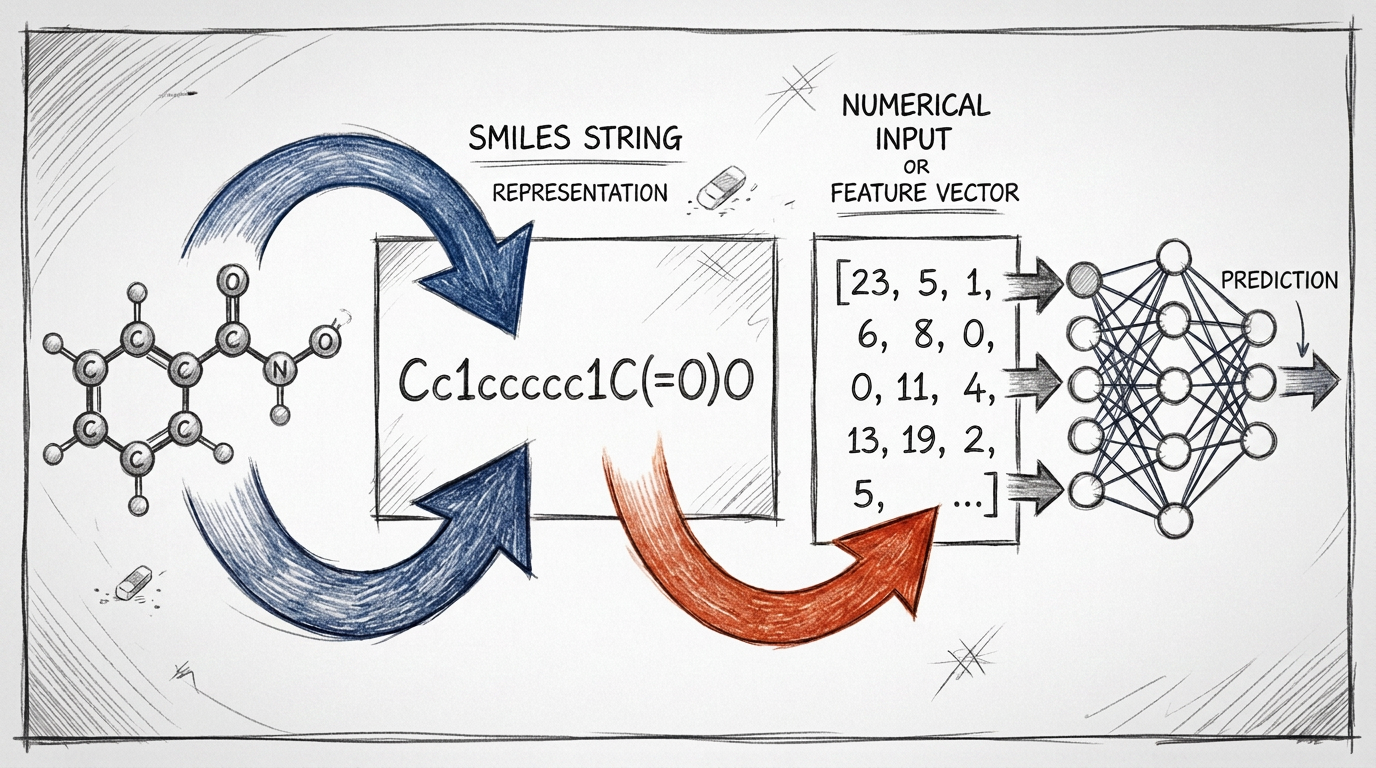 SMILES STRING
REPRESENTATION
NUMERICAL
INPUT
OR
FEATURE VECTOR
O
C
C
C
C
N
O
C
C
C
C
Cc1ccccc1C(=O)O
[23, 5, 1,
6, 8, 0,
0, 11, 4,
13, 19, 2,
5, ...]
PREDICTION